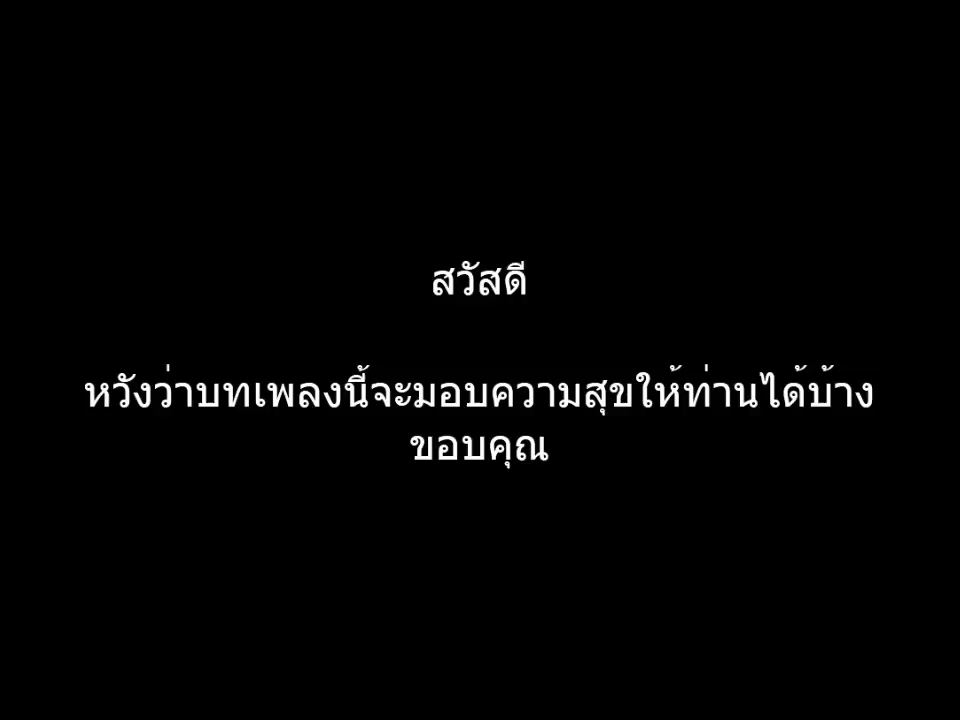 สวัสดี
หวังว่าบทเพลงนี้จะมอบความสุขให้ท่านได้บ้าง
ขอบคุณ